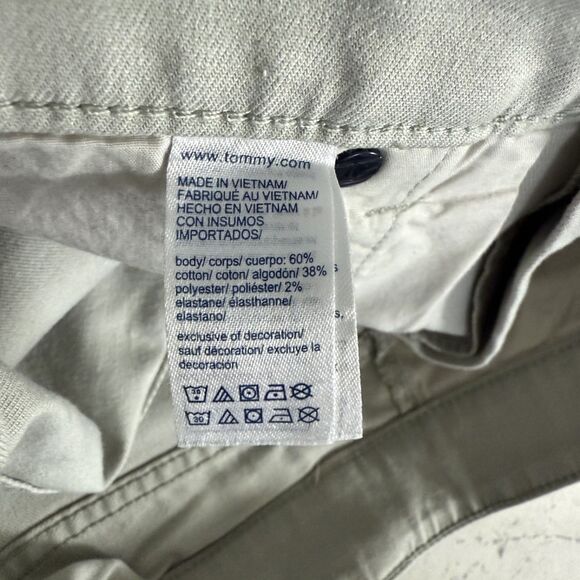 www.tommy.com
MADE IN VIETNAM/
FABRIQUÉ AU VIETNAM/
HECHO EN VIETNAM
CON INSUMOS
IMPORTADOS/
body/ corps/ cuerpo: 60%
cotton/ coton/ algodón/ 38%
polyester/ poliéster/ 2%
elastane/ élasthanne/
elastano/
exclusive of decoration/
sauf décoration/ excluye la
decoración
30